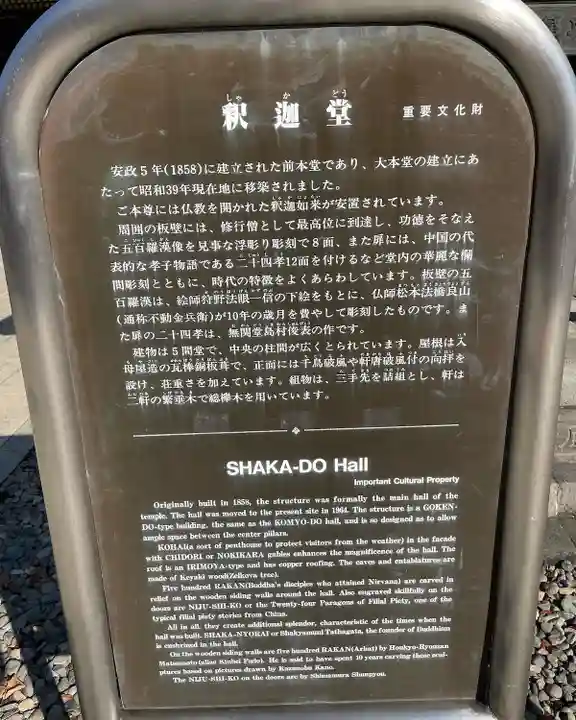 しゃ か どう
釈迦堂 重要文化財
安政5年(1858)に建立された前本堂であり、大本堂の建立にあ
たって昭和39年現在地に移築されました。
ご本尊には仏教を開かれた釈迦如来が安置されています。
周囲の板壁には、修行僧として最高位に到達し、功徳をそなえ
た五百羅漢像を見事な浮彫り彫刻で8面、また扉には、中国の代
表的な孝子物語である二十四孝12面を付けるなど堂内の華麗な欄
間彫刻とともに、時代の特徴をよくあらわしています。板壁の五
百羅漢は、絵師狩野法眼一信の下絵をもとに、仏師松本法橋良山
(通称不動金兵衛)が10年の歳月を費やして彫刻したものです。ま
た扉の二十四孝は、無関堂島村俊表の作です。
建物は5間堂で、中央の柱間が広くとられています。屋根は入
母屋造の瓦棒銅板葺で、正面には千鳥破風や軒唐破風付の向拝を
設け、荘重さを加えています。組物は、三手先を詰組とし、軒は
二軒の繁垂木で総欅木を用いています。
SHAKA-DO Hall
Important Cultural Property
Originally built in 1858, the structure was formally the main hall of the
temple. The hall was moved to the present site in 1964. The structure is a GOKEN-
DO-type building, the same as the KOMYO-DO hall, and is so designed as to allow
ample space between the center pillars.
KOHAI(a sort of penthouse to protect visitors from the weather) in the facade
with CHIDORI or NOKIKARA gables enhances the magnificence of the hall. The
roof is an IRIMOYA-type and has copper roofing. The eaves and entablatures are
made of Keyaki wood(Zelkova tree).
Five hundred RAKAN(Buddha's disciples who attained Nirvana) are carved in
relief on the wooden siding walls around the hall. Also engraved skillfully on the
doors are NIJU-SHI-KO or the Twenty-four Paragons of Filial Piety, one of the
typical filial piety stories from China.
All in all, they create additional splendor, characteristic of the times when the
hall was built. SHAKA-NYORAI or Shakyamuni Tathagata, the founder of Buddhism
is enshrined in the hall.
On the wooden siding walls are five hundred RAKAN(Arhat) by Houkyo-Ryouzan
Matsumoto(alias Kinbei Fudo). He is said to have spent 10 years carving these scul-
ptures based on pictures drawn by Kazunobu Kano.
The NIJU-SHI-KO on the doors are by Shimamura Shungyou.